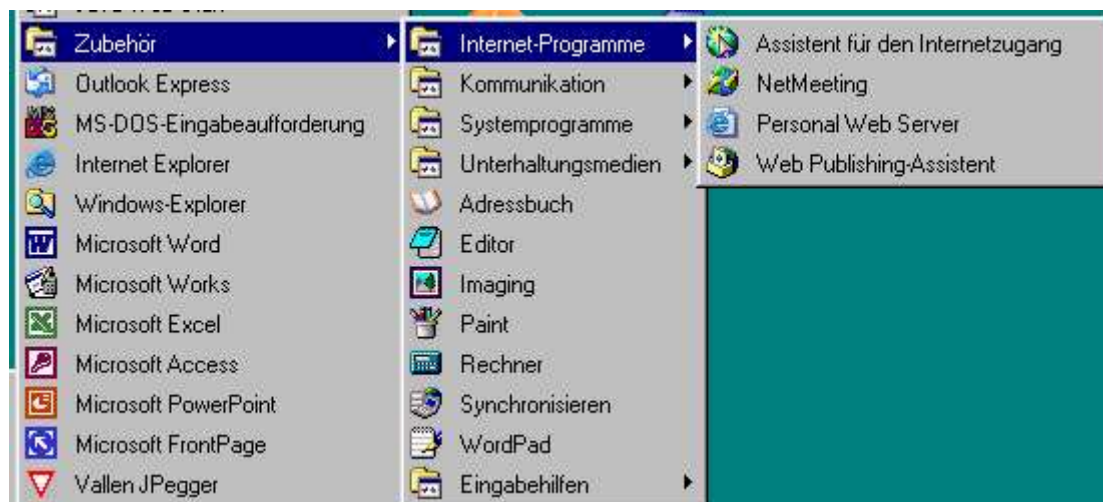 Zubehör
Outlook Express
MS-DOS-Eingabeaufforderung
Internet Explorer
Windows-Explorer
Microsoft Word
Microsoft Works
Microsoft Excel
Microsoft Access
Microsoft PowerPoint
Microsoft FrontPage
Vallen JPegger
Internet-Programme
Kommunikation
Systemprogramme
Unterhaltungsmedien
Adressbuch
Editor
Imaging
Paint
Rechner
Synchronisieren
WordPad
Eingabehilfen
Assistent für den Internetzugang
NetMeeting
Personal Web Server
Web Publishing-Assistent